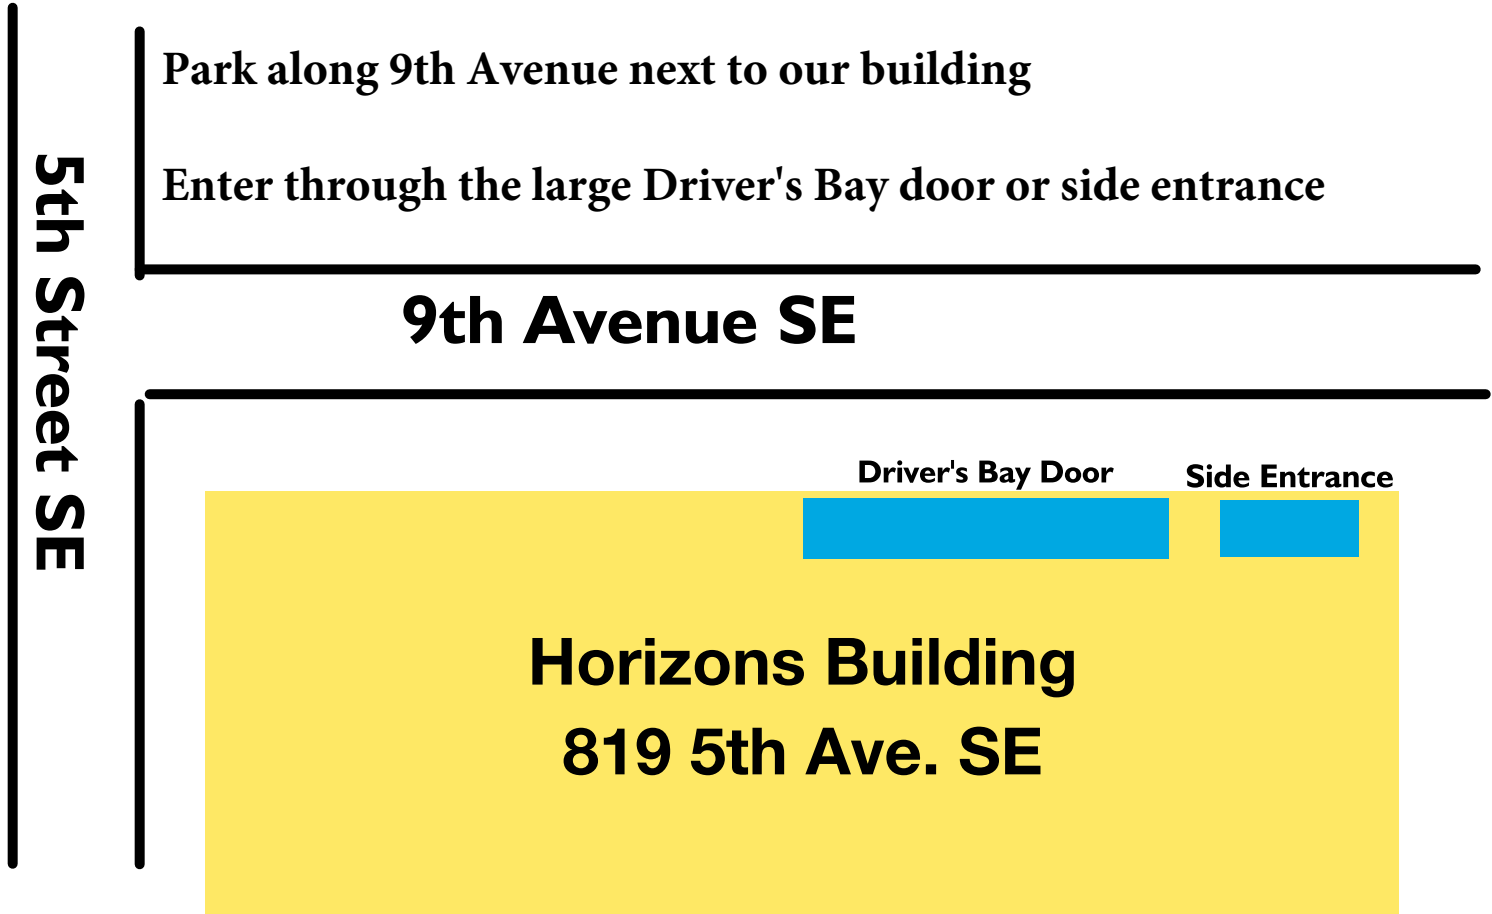 Park along 9th Avenue next to our building
Enter through the large Driver's Bay door or side entrance
5th Street SE
9th Avenue SE
Driver's Bay Door
Side Entrance
Horizons Building
819 5th Ave. SE